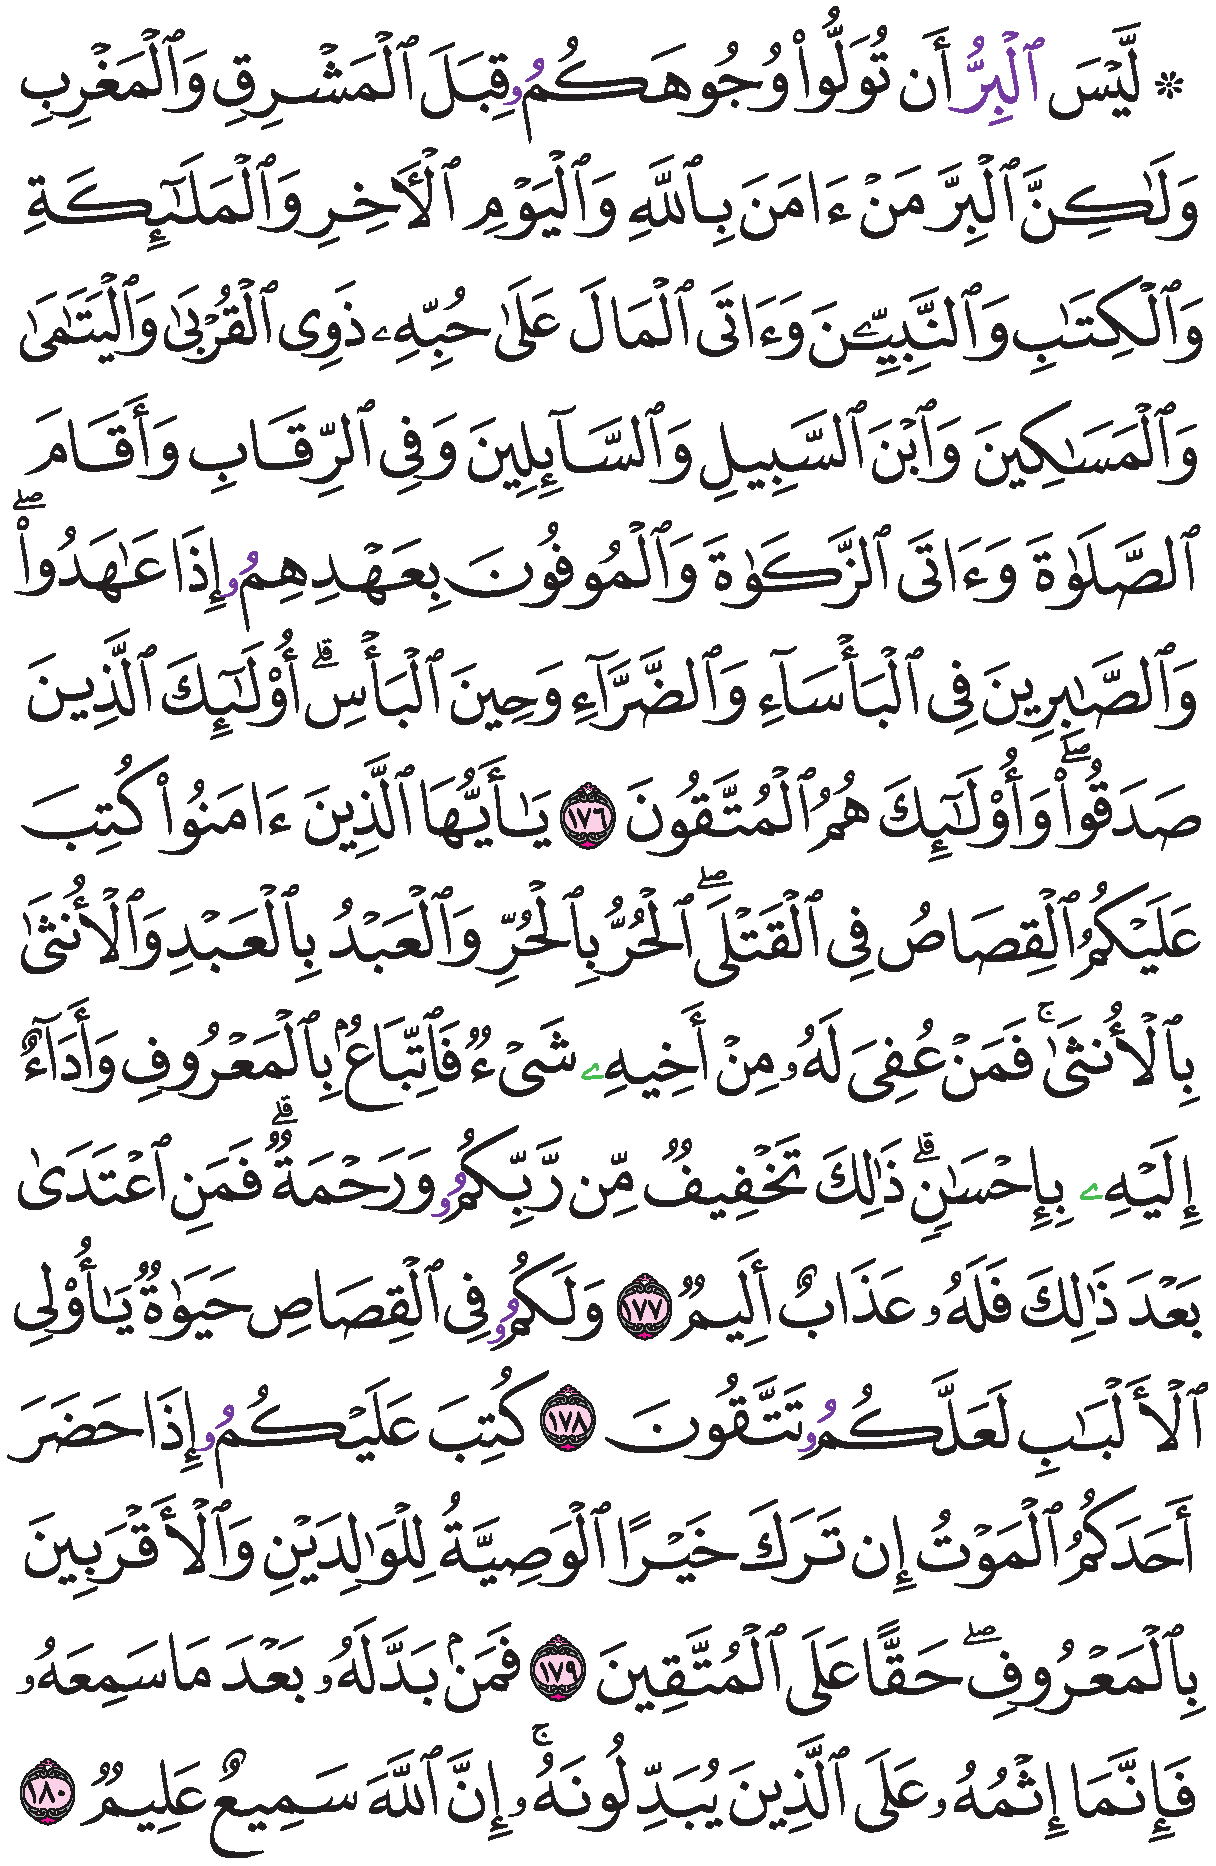 ۞ لَّيْسَ ٱلْبِرُّ أَن تُوَلُّوا۟ وُجُوهَكُمُۥ قِبَلَ ٱلْمَشْرِقِ وَٱلْمَغْرِبِ
وَلَٰكِنَّ ٱلْبِرَّ مَنْ ءَامَنَ بِٱللَّهِ وَٱلْيَوْمِ ٱلْأَخِرِ وَٱلْمَلَٰٓئِكَةِ
وَٱلْكِتَٰبِ وَٱلنَّبِيِّـۧنَ وَءَاتَى ٱلْمَالَ عَلَىٰ حُبِّهِۦ ذَوِى ٱلْقُرْبَىٰ وَٱلْيَتَٰمَىٰ
وَٱلْمَسَٰكِينَ وَٱبْنَ ٱلسَّبِيلِ وَٱلسَّآئِلِينَ وَفِى ٱلرِّقَابِ وَأَقَامَ
ٱلصَّلَوٰةَ وَءَاتَى ٱلزَّكَوٰةَ وَٱلْمُوفُونَ بِعَهْدِهِمُۥ إِذَا عَٰهَدُوا۟ۖ
وَٱلصَّٰبِرِينَ فِى ٱلْبَأْسَآءِ وَٱلضَّرَّآءِ وَحِينَ ٱلْبَأْسِۗ أُو۟لَٰٓئِكَ ٱلَّذِينَ
صَدَقُوا۟ۖ وَأُو۟لَٰٓئِكَ هُمُ ٱلْمُتَّقُونَ ١٧٦ يَٰٓأَيُّهَا ٱلَّذِينَ ءَامَنُوا۟ كُتِبَ
عَلَيْكُمُ ٱلْقِصَاصُ فِى ٱلْقَتْلَىۖ ٱلْحُرُّ بِٱلْحُرِّ وَٱلْعَبْدُ بِٱلْعَبْدِ وَٱلْأُنثَىٰ
بِٱلْأُنثَىٰۚ فَمَنْ عُفِىَ لَهُۥ مِنْ أَخِيهِۦ شَىْءٌ فَٱتِّبَاعٌۢ بِٱلْمَعْرُوفِ وَأَدَآءٌ
إِلَيْهِۦ بِإِحْسَٰنٍۗ ذَٰلِكَ تَخْفِيفٌ مِّن رَّبِّكُمُۥ وَرَحْمَةٌۗ فَمَنِ ٱعْتَدَىٰ
بَعْدَ ذَٰلِكَ فَلَهُۥ عَذَابٌ أَلِيمٌ ١٧٧ وَلَكُمُۥ فِى ٱلْقِصَاصِ حَيَوٰةٌ يَٰٓأُو۟لِى
ٱلْأَلْبَٰبِ لَعَلَّكُمُۥ تَتَّقُونَ ١٧٨ كُتِبَ عَلَيْكُمُۥ إِذَا حَضَرَ
أَحَدَكُمُ ٱلْمَوْتُ إِن تَرَكَ خَيْرًا ٱلْوَصِيَّةُ لِلْوَٰلِدَيْنِ وَٱلْأَقْرَبِينَ
بِٱلْمَعْرُوفِۖ حَقًّا عَلَى ٱلْمُتَّقِينَ ١٧٩ فَمَنۢ بَدَّلَهُۥ بَعْدَ مَا سَمِعَهُۥ
فَإِنَّمَا إِثْمُهُۥ عَلَى ٱلَّذِينَ يُبَدِّلُونَهُۥۚ إِنَّ ٱللَّهَ سَمِيعٌ عَلِيمٌ ١٨٠